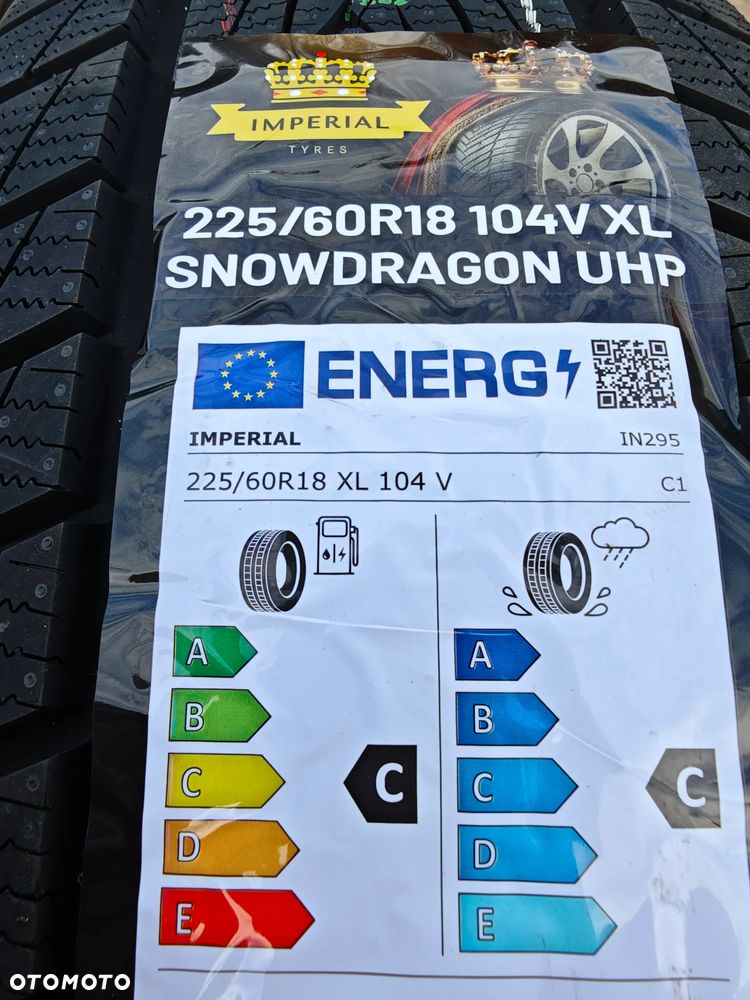 IMPERIAL
TYRES
225/60R18 104V XL
SNOWDRAGON UHP
ENERG
IMPERIAL IN295
225/60R18 XL 104 V C1
A A
B B
C C C C
D D
E E
OTOMOTO